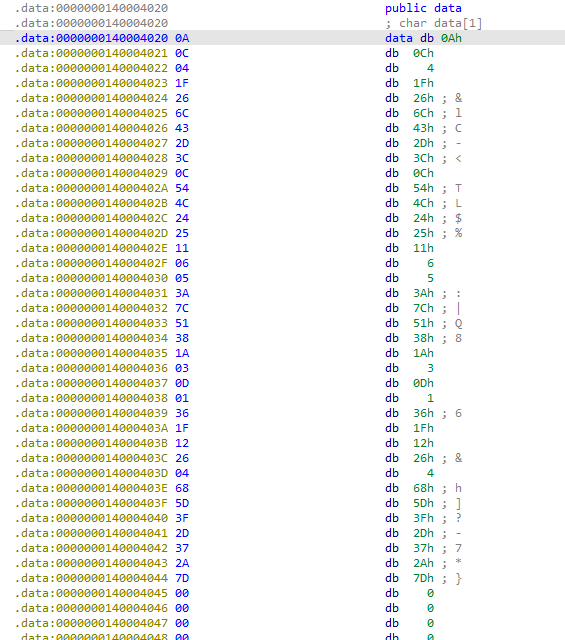 .data:0000000140004020 public data
.data:0000000140004020 ; char data[1]
.data:0000000140004020 0A data db 0Ah
.data:0000000140004021 0C db 0Ch
.data:0000000140004022 04 db 4
.data:0000000140004023 1F db 1Fh
.data:0000000140004024 26 db 26h ; &
.data:0000000140004025 6C db 6Ch ; l
.data:0000000140004026 43 db 43h ; C
.data:0000000140004027 2D db 2Dh ; -
.data:0000000140004028 3C db 3Ch ; <
.data:0000000140004029 0C db 0Ch
.data:000000014000402A 54 db 54h ; T
.data:000000014000402B 4C db 4Ch ; L
.data:000000014000402C 24 db 24h ; $
.data:000000014000402D 25 db 25h ; %
.data:000000014000402E 11 db 11h
.data:000000014000402F 06 db 6
.data:0000000140004030 05 db 5
.data:0000000140004031 3A db 3Ah ; :
.data:0000000140004032 7C db 7Ch ; |
.data:0000000140004033 51 db 51h ; Q
.data:0000000140004034 38 db 38h ; 8
.data:0000000140004035 1A db 1Ah
.data:0000000140004036 03 db 3
.data:0000000140004037 0D db 0Dh
.data:0000000140004038 01 db 1
.data:0000000140004039 36 db 36h ; 6
.data:000000014000403A 1F db 1Fh
.data:000000014000403B 12 db 12h
.data:000000014000403C 26 db 26h ; &
.data:000000014000403D 04 db 4
.data:000000014000403E 68 db 68h ; h
.data:000000014000403F 5D db 5Dh ; ]
.data:0000000140004040 3F db 3Fh ; ?
.data:0000000140004041 2D db 2Dh ; -
.data:0000000140004042 37 db 37h ; 7
.data:0000000140004043 2A db 2Ah ; *
.data:0000000140004044 7D db 7Dh ; }
.data:0000000140004045 00 db 0
.data:0000000140004046 00 db 0
.data:0000000140004047 00 db 0
.data:0000000140004048 00 db 0